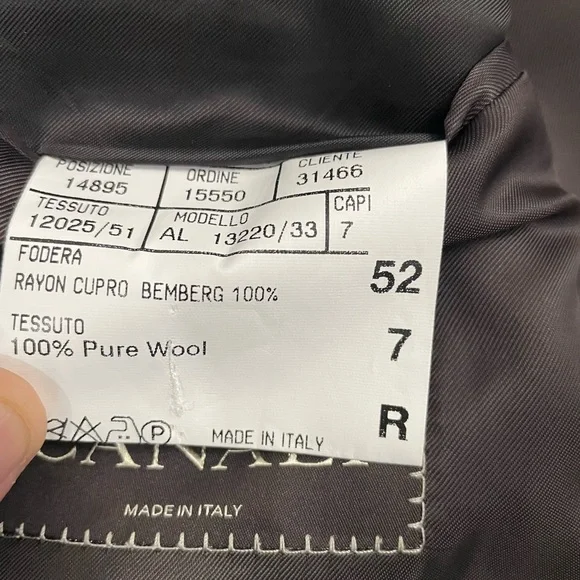 POSIZIONE ORDINE CLIENTE
14895 15550 31466
TESSUTO MODELLO CAPI
12025/51 AL 13220/33 7
FODERA
RAYON CUPRO BEMBERG 100% 52
TESSUTO
100% Pure Wool 7
R
P MADE IN ITALY
CANALI
MADE IN ITALY